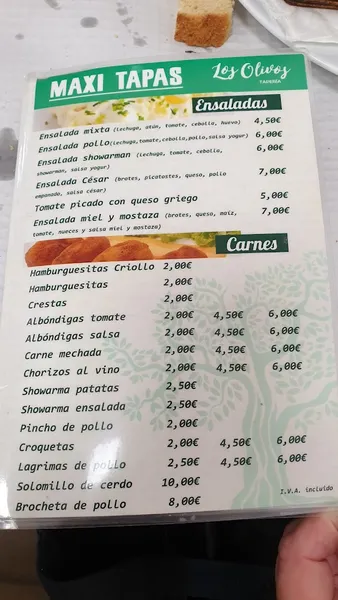 MAXI TAPAS
Los Olivos
TAPERÍA
Ensaladas
Ensalada mixta (lechuga, atún, tomate, cebolla, huevo) 4,50€
Ensalada pollo (lechuga, tomate, cebolla, pollo, salsa yogur) 6,00€
Ensalada showarman (lechuga, tomate, cebolla, 6,00€
showarman, salsa yogur)
Ensalada César (brotes, picatostes, queso, pollo 7,00€
empanado, salsa césar)
Tomate picado con queso griego 5,00€
Ensalada miel y mostaza (brotes, queso, maiz, 7,00€
tomate, nueces y salsa miel y mostaza)
Carnes
Hamburguesitas Criollo 2,00€
Hamburguesitas 2,00€
Crestas 2,00€
Albóndigas tomate 2,00€ 4,50€ 6,00€
Albóndigas salsa 2,00€ 4,50€ 6,00€
Carne mechada 2,00€ 4,50€ 6,00€
Chorizos al vino 2,00€ 4,50€ 6,00€
Showarma patatas 2,50€
Showarma ensalada 2,50€
Pincho de pollo 2,00€
Croquetas 2,00€ 4,50€ 6,00€
Lagrimas de pollo 2,50€ 4,50€ 6,00€
Solomillo de cerdo 10,00€
Brocheta de pollo 8,00€
I.V.A. incluido